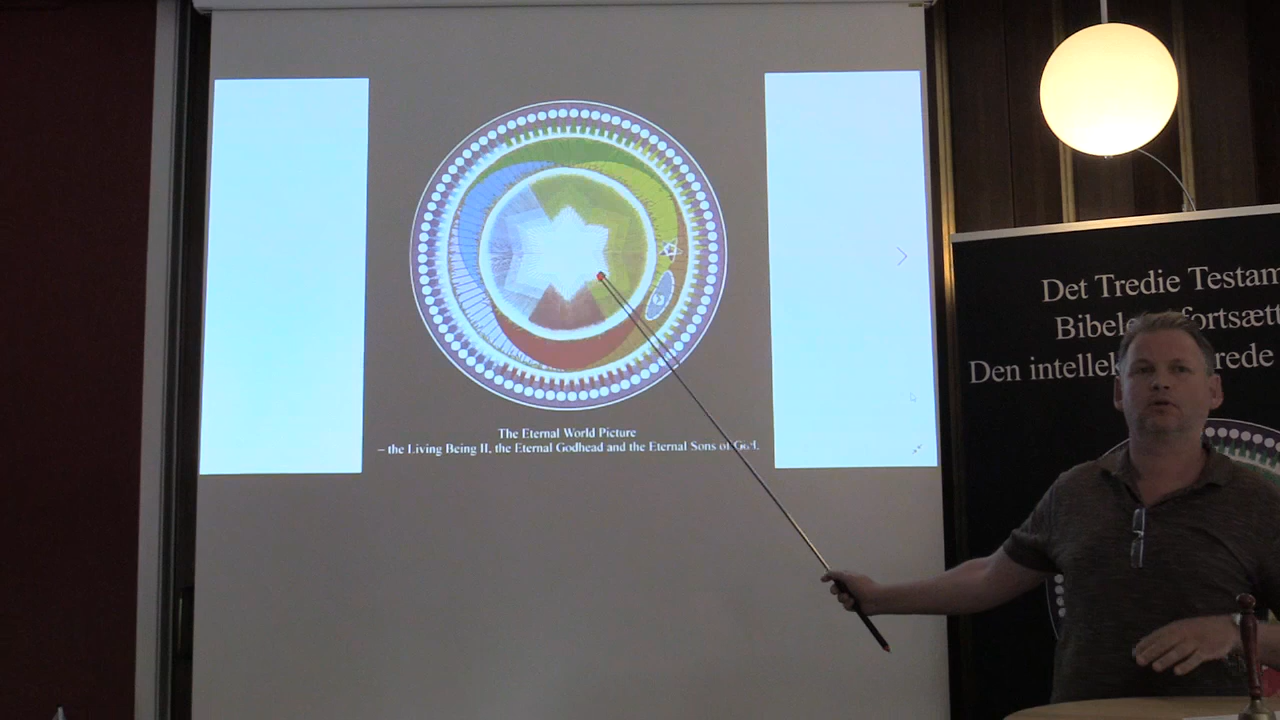 The Eternal World Picture
– the Living Being II, the Eternal Godhead and the Eternal Sons of God.
Det Tredie Testam
Bibele fortsætt
Den intellek rede